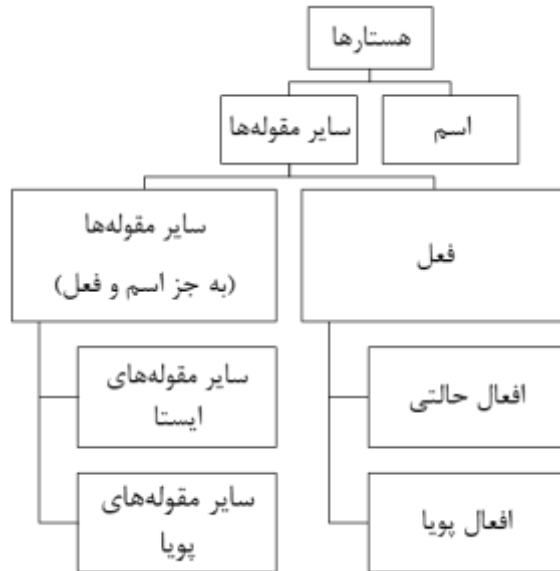 هستارها
اسم
سایر مقوله‌ها
فعل
سایر مقوله‌ها
(به جز اسم و فعل)
افعال حالتی
سایر مقوله‌های
ایستا
افعال پویا
سایر مقوله‌های
پویا